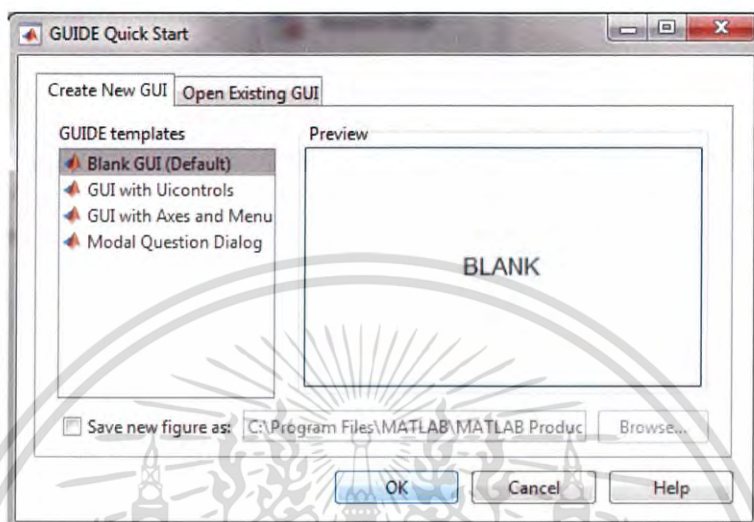 GUIDE Quick Start
Create New GUI
Open Existing GUI
GUIDE templates
Blank GUI (Default)
GUI with Uicontrols
GUI with Axes and Menu
Modal Question Dialog
Preview
BLANK
Save new figure as:
C:\Program Files\MATLAB\MATLAB Produc
Browse...
OK
Cancel
Help